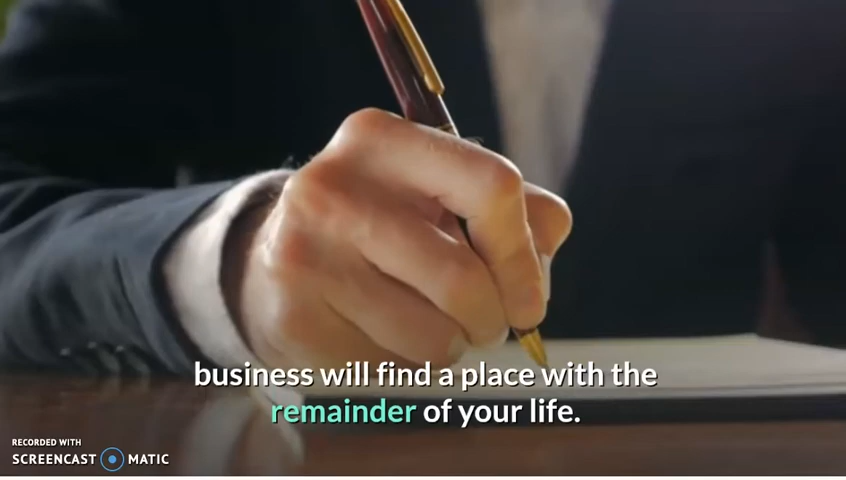 business will find a place with the
remainder of your life.
RECORDED WITH
SCREENCAST MATIC